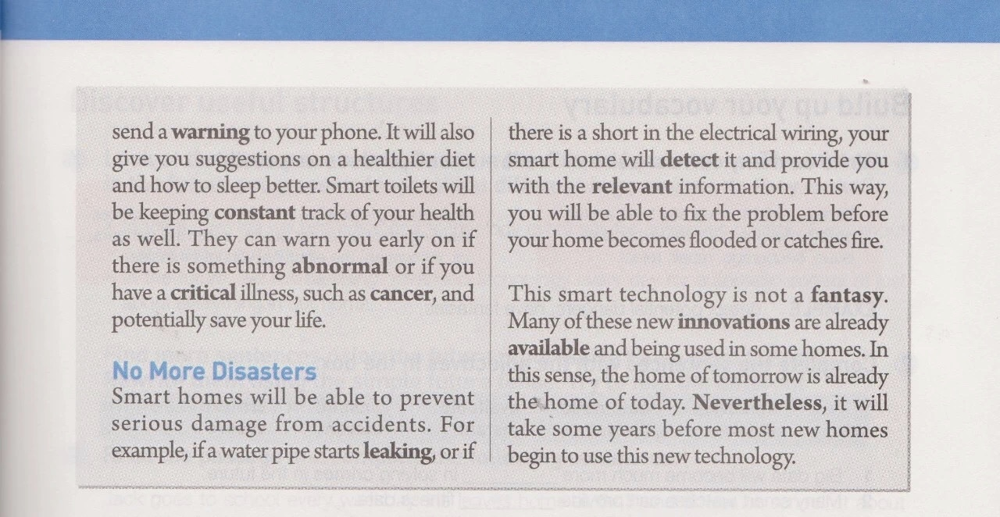 send a warning to your phone. It will also
give you suggestions on a healthier diet
and how to sleep better. Smart toilets will
be keeping constant track of your health
as well. They can warn you early on if
there is something abnormal or if you
have a critical illness, such as cancer, and
potentially save your life.
No More Disasters
Smart homes will be able to prevent
serious damage from accidents. For
example, if a water pipe starts leaking, or if
there is a short in the electrical wiring, your
smart home will detect it and provide you
with the relevant information. This way,
you will be able to fix the problem before
your home becomes flooded or catches fire.
This smart technology is not a fantasy.
Many of these new innovations are already
available and being used in some homes. In
this sense, the home of tomorrow is already
the home of today. Nevertheless, it will
take some years before most new homes
begin to use this new technology.